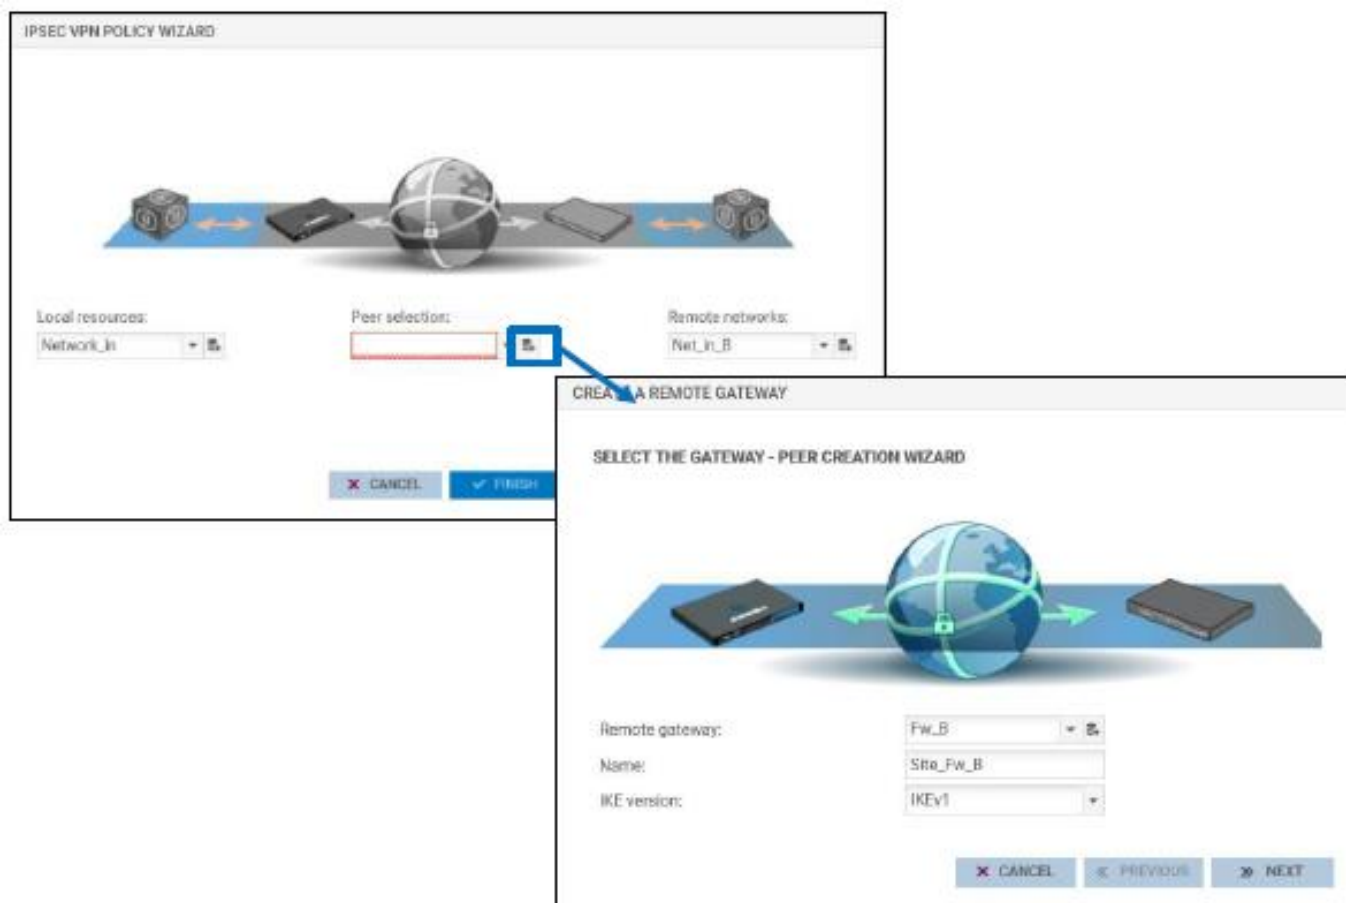 IPSEC VPN POLICY WIZARD
Local resources:
Peer selection:
Remote networks:
Network_in
Net_in_B
CANCEL
FINISH
CREATE A REMOTE GATEWAY
SELECT THE GATEWAY - PEER CREATION WIZARD
Remote gateway:
Fw_B
Name:
Site_Fw_B
IKE version:
IKEv1
CANCEL
PREVIOUS
NEXT